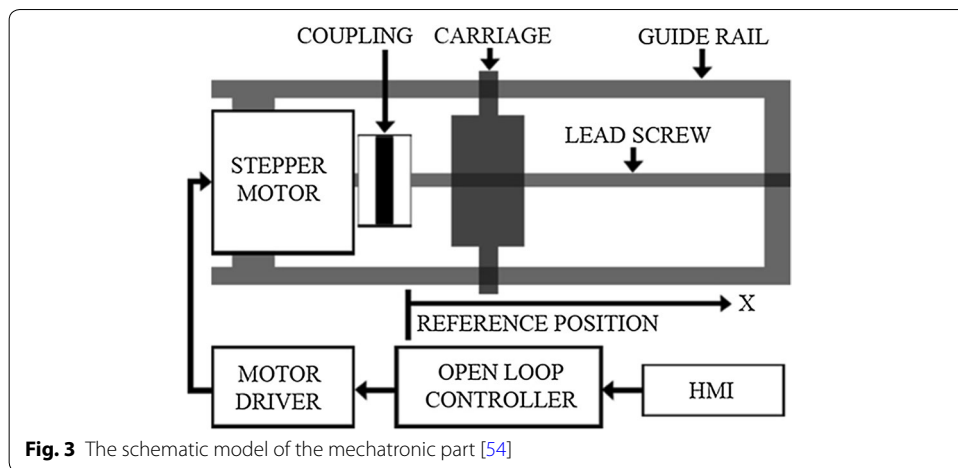 COUPLING CARRIAGE GUIDE RAIL
LEAD SCREW
STEPPER
MOTOR
X
REFERENCE POSITION
MOTOR
DRIVER
OPEN LOOP
CONTROLLER
HMI
Fig. 3 The schematic model of the mechatronic part [54]